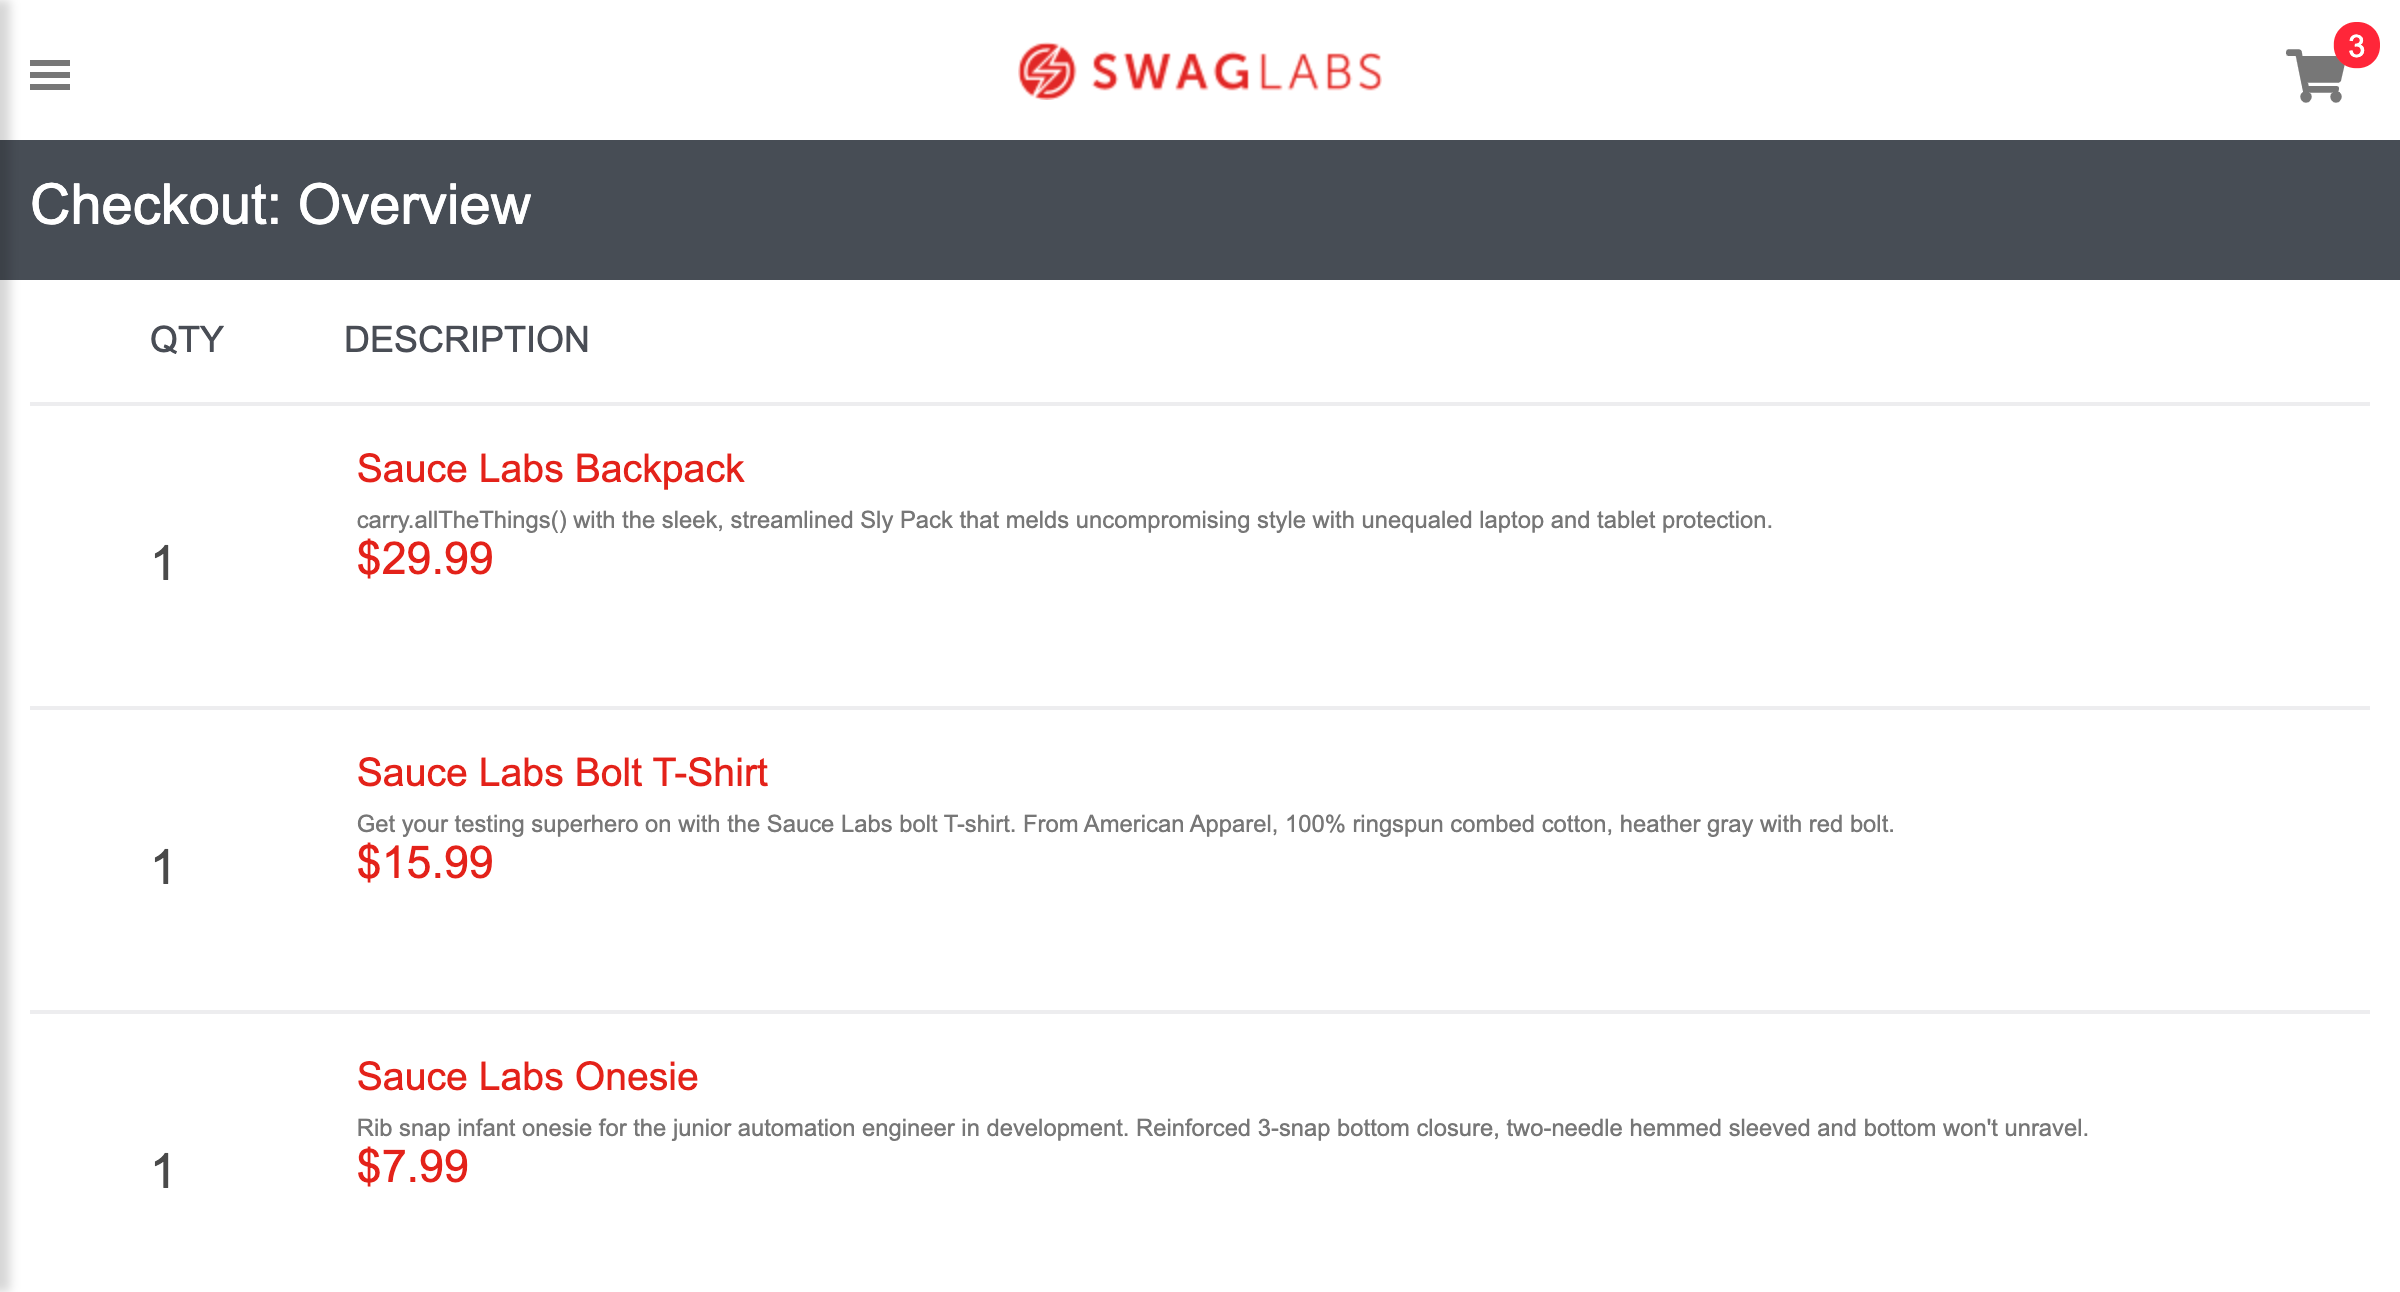 SWAGLABS
3
Checkout: Overview
QTY DESCRIPTION
Sauce Labs Backpack
carry.allTheThings() with the sleek, streamlined Sly Pack that melds uncompromising style with unequaled laptop and tablet protection.
1 $29.99
Sauce Labs Bolt T-Shirt
Get your testing superhero on with the Sauce Labs bolt T-shirt. From American Apparel, 100% ringspun combed cotton, heather gray with red bolt.
1 $15.99
Sauce Labs Onesie
Rib snap infant onesie for the junior automation engineer in development. Reinforced 3-snap bottom closure, two-needle hemmed sleeved and bottom won't unravel.
1 $7.99